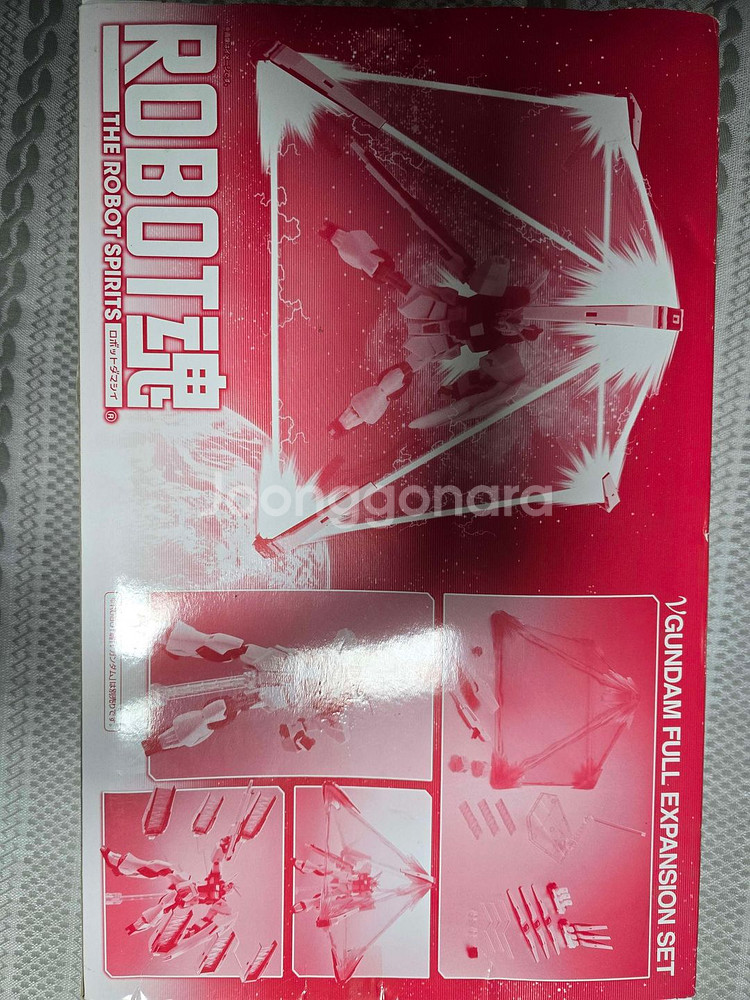 ROBOT魂
THE ROBOT SPIRITS ロボットダマシイ ®
νGUNDAM FULL EXPANSION SET
Joonggonara